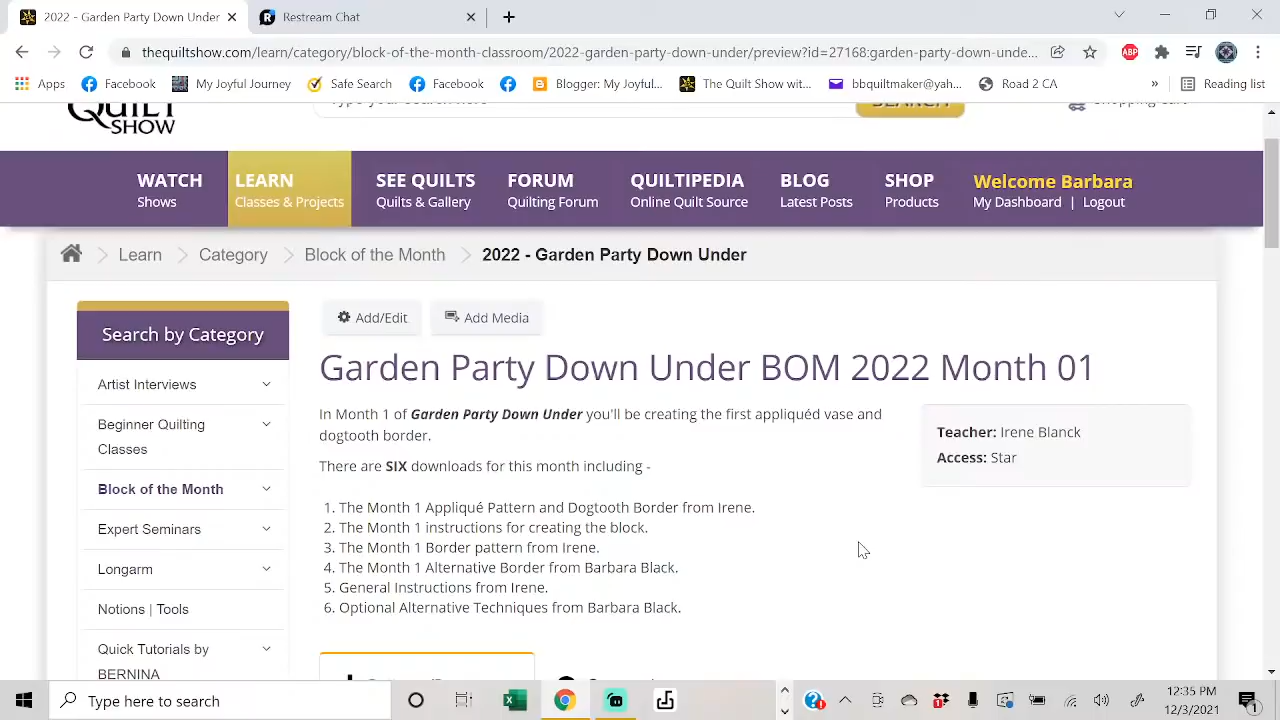 2022 - Garden Party Down Under
Restream Chat
thequiltshow.com/learn/category/block-of-the-month-classroom/2022-garden-party-down-under/preview?id=27168:garden-party-down-unde...
ABP
Apps Facebook My Joyful Journey Safe Search Facebook Blogger: My Joyful... The Quilt Show wit... bbquiltmaker@yah... Road 2 CA » Reading list
QUILT
SHOW
Type your search here
SEARCH
Shopping Cart
WATCH LEARN SEE QUILTS FORUM QUILTIPEDIA BLOG SHOP Welcome Barbara
Shows Classes & Projects Quilts & Gallery Quilting Forum Online Quilt Source Latest Posts Products My Dashboard | Logout
Learn Category Block of the Month 2022 - Garden Party Down Under
Search by Category
Artist Interviews
Beginner Quilting
Classes
Block of the Month
Expert Seminars
Longarm
Notions | Tools
Quick Tutorials by
BERNINA
Add/Edit Add Media
Garden Party Down Under BOM 2022 Month 01
In Month 1 of Garden Party Down Under you'll be creating the first appliquéd vase and
dogtooth border.
There are SIX downloads for this month including -
1. The Month 1 Appliqué Pattern and Dogtooth Border from Irene.
2. The Month 1 instructions for creating the block.
3. The Month 1 Border pattern from Irene.
4. The Month 1 Alternative Border from Barbara Black.
5. General Instructions from Irene.
6. Optional Alternative Techniques from Barbara Black.
Teacher: Irene Blanck
Access: Star
Type here to search
12:35 PM
12/3/2021